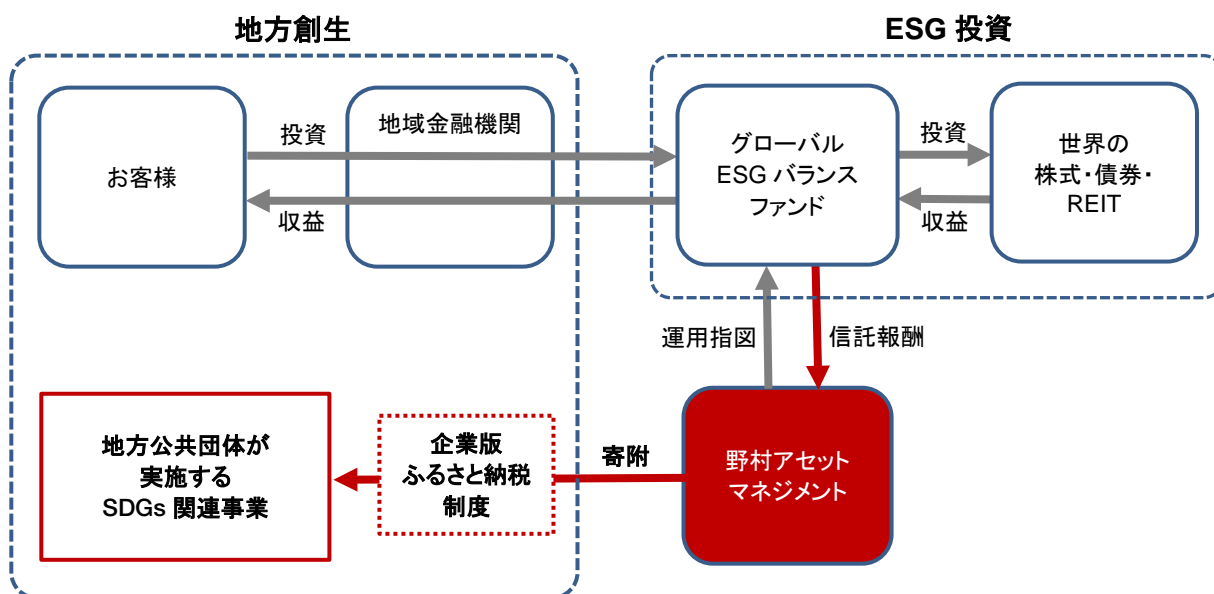 地方創生
ESG 投資
お客様
投資
収益
地域金融機関
グローバル
ESG バランス
ファンド
投資
収益
世界の
株式・債券・
REIT
運用指図
信託報酬
地方公共団体が
実施する
SDGs 関連事業
企業版
ふるさと納税
制度
寄附
野村アセット
マネジメント